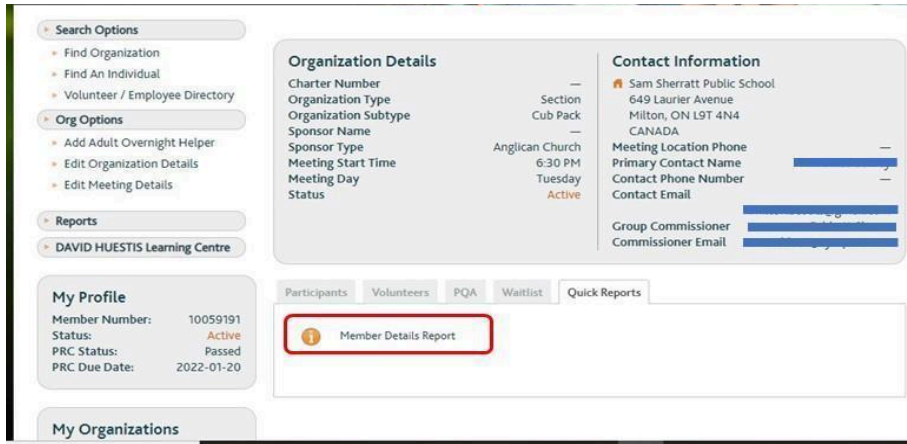 Search Options
Find Organization
Find An Individual
Volunteer / Employee Directory
Org Options
Add Adult Overnight Helper
Edit Organization Details
Edit Meeting Details
Reports
DAVID HUESTIS Learning Centre
My Profile
Member Number: 10059191
Status: Active
PRC Status: Passed
PRC Due Date: 2022-01-20
My Organizations
Organization Details
Charter Number —
Organization Type Section
Organization Subtype Cub Pack
Sponsor Name —
Sponsor Type Anglican Church
Meeting Start Time 6:30 PM
Meeting Day Tuesday
Status Active
Contact Information
Sam Sherratt Public School
649 Laurier Avenue
Milton, ON L9T 4N4
CANADA
Meeting Location Phone —
Primary Contact Name
Contact Phone Number —
Contact Email
Group Commissioner
Commissioner Email
Participants Volunteers PQA Waitlist Quick Reports
Member Details Report